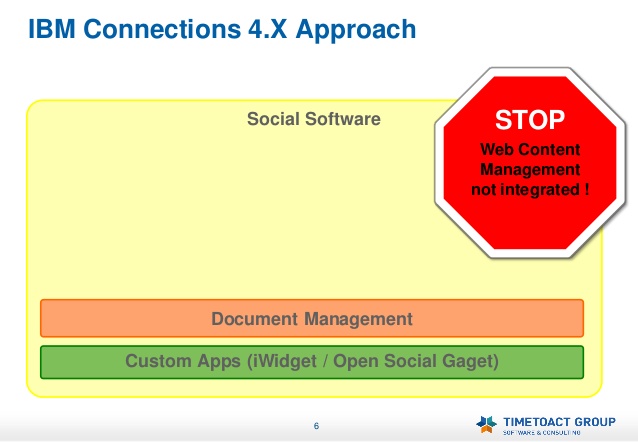 IBM Connections 4.X Approach
Social Software
STOP
Web Content
Management
not integrated !
Document Management
Custom Apps (iWidget / Open Social Gaget)
6
TIMETOACT GROUP
SOFTWARE & CONSULTING